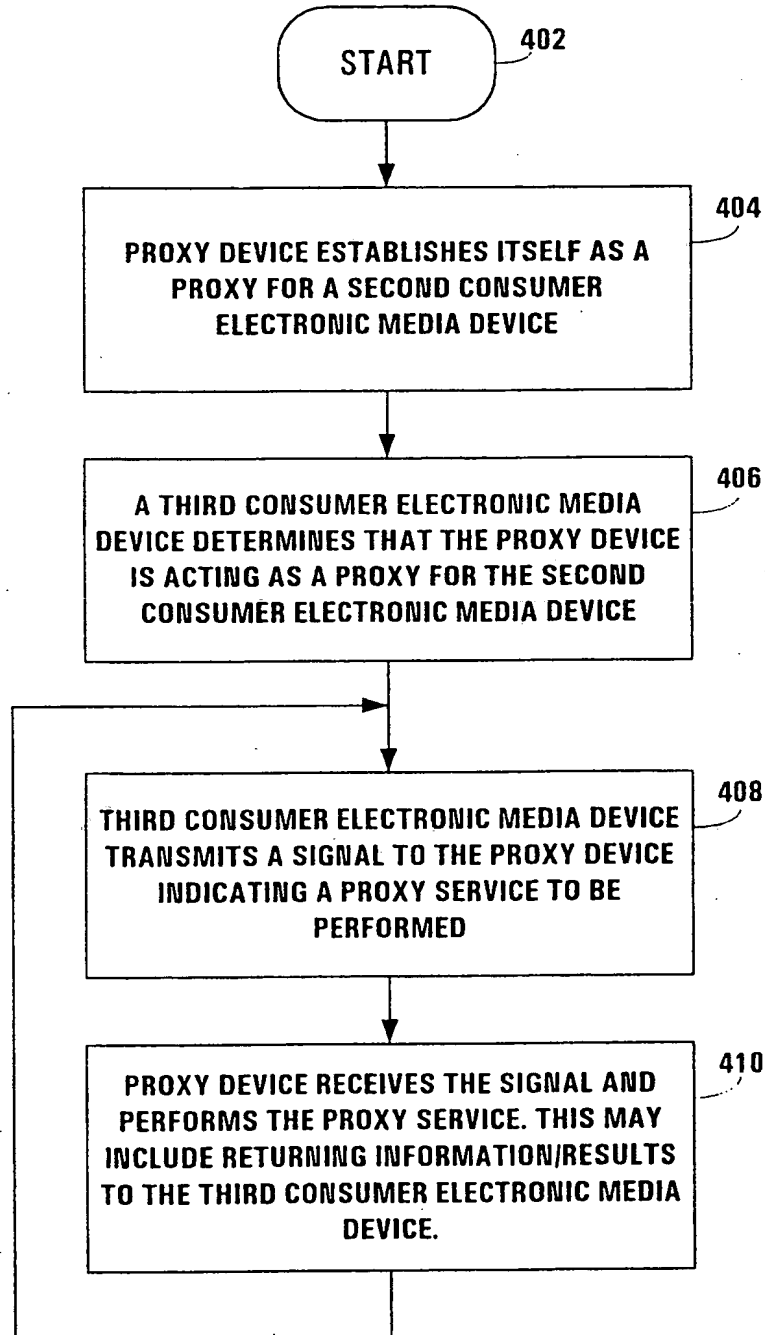 START
402
404
PROXY DEVICE ESTABLISHES ITSELF AS A
PROXY FOR A SECOND CONSUMER
ELECTRONIC MEDIA DEVICE
406
A THIRD CONSUMER ELECTRONIC MEDIA
DEVICE DETERMINES THAT THE PROXY DEVICE
IS ACTING AS A PROXY FOR THE SECOND
CONSUMER ELECTRONIC MEDIA DEVICE
408
THIRD CONSUMER ELECTRONIC MEDIA DEVICE
TRANSMITS A SIGNAL TO THE PROXY DEVICE
INDICATING A PROXY SERVICE TO BE
PERFORMED
410
PROXY DEVICE RECEIVES THE SIGNAL AND
PERFORMS THE PROXY SERVICE. THIS MAY
INCLUDE RETURNING INFORMATION/RESULTS
TO THE THIRD CONSUMER ELECTRONIC MEDIA
DEVICE.